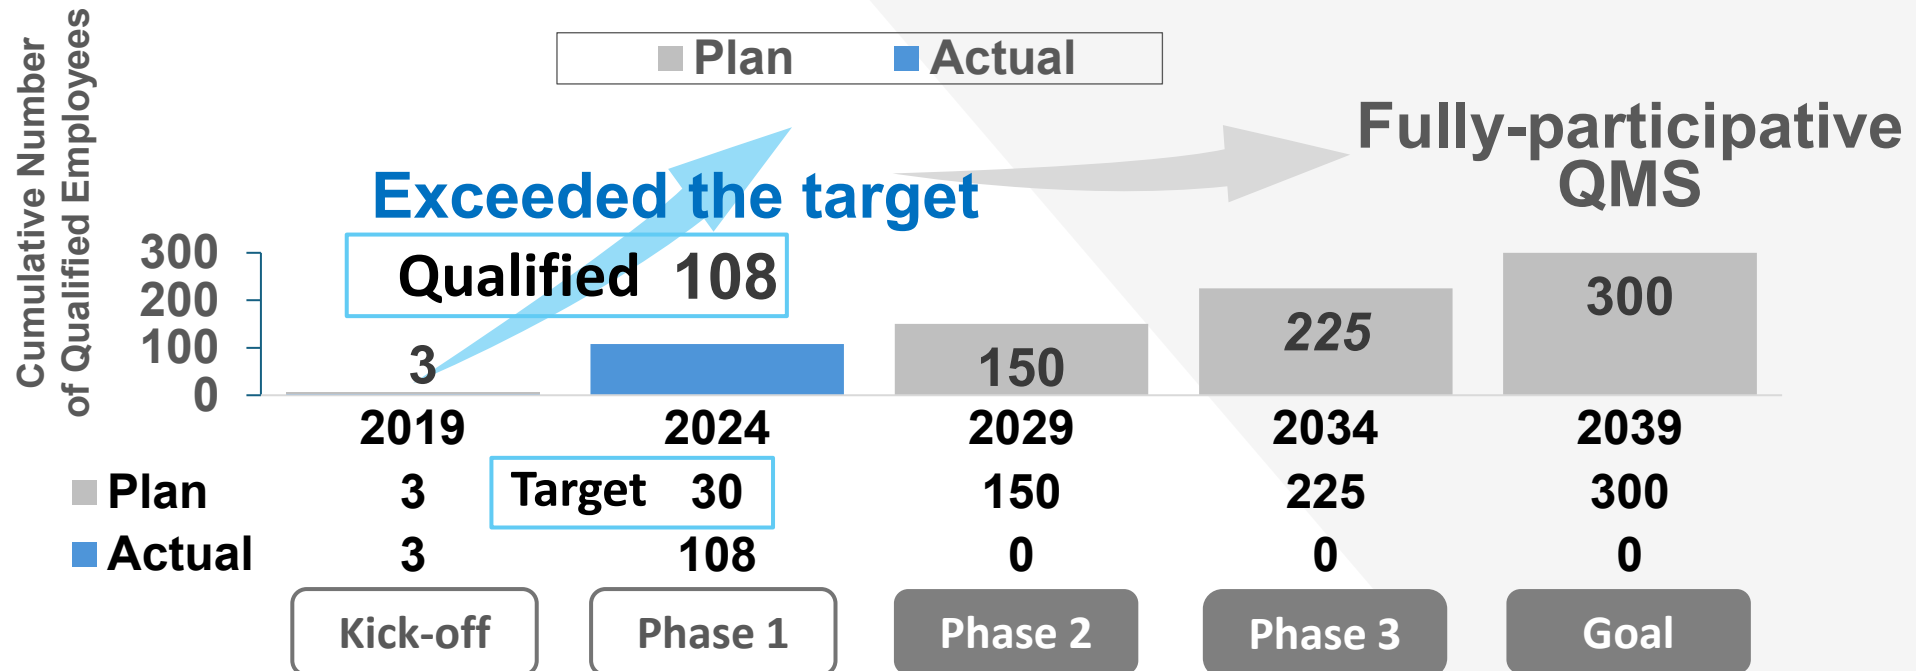 Cumulative Number
of Qualified Employees
Plan Actual
Fully-participative
QMS
Exceeded the target
Qualified 108
300
200
100
0
3
150
225
300
2019 2024 2029 2034 2039
Plan 3 Target 30 150 225 300
Actual 3 108 0 0 0
Kick-off Phase 1 Phase 2 Phase 3 Goal